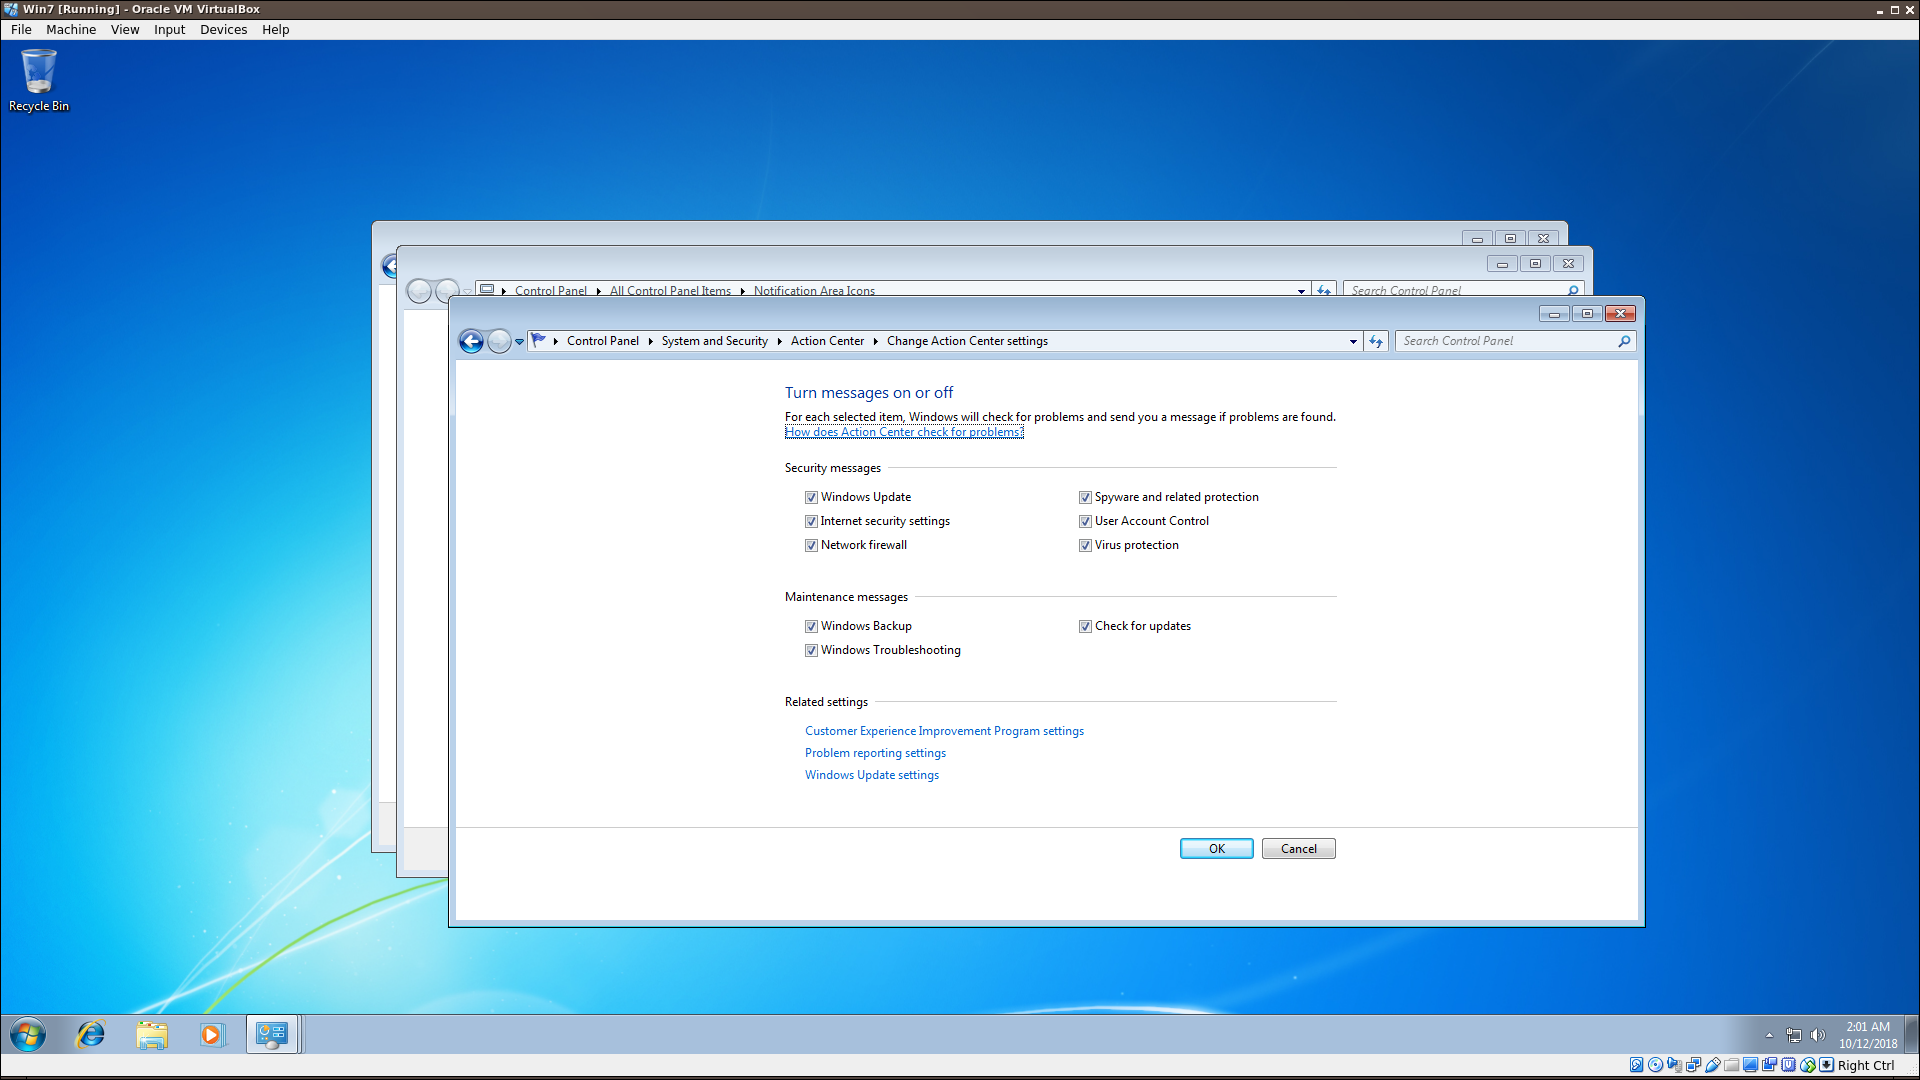 Win7 [Running] - Oracle VM VirtualBox
File Machine View Input Devices Help
Recycle Bin
Control Panel All Control Panel Items Notification Area Icons
Search Control Panel
Control Panel System and Security Action Center Change Action Center settings
Search Control Panel
Turn messages on or off
For each selected item, Windows will check for problems and send you a message if problems are found.
How does Action Center check for problems?
Security messages
Windows Update
Spyware and related protection
Internet security settings
User Account Control
Network firewall
Virus protection
Maintenance messages
Windows Backup
Check for updates
Windows Troubleshooting
Related settings
Customer Experience Improvement Program settings
Problem reporting settings
Windows Update settings
OK
Cancel
2:01 AM
10/12/2018
Right Ctrl